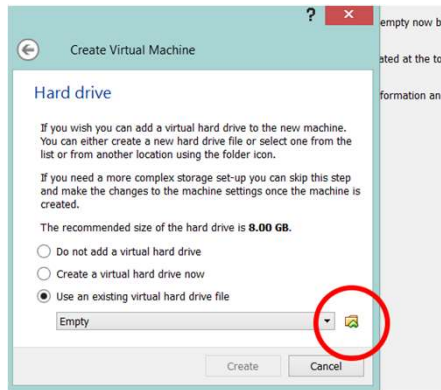 ?
empty now b
Create Virtual Machine
ated at the to
Hard drive
formation an
If you wish you can add a virtual hard drive to the new machine.
You can either create a new hard drive file or select one from the
list or from another location using the folder icon.
If you need a more complex storage set-up you can skip this step
and make the changes to the machine settings once the machine is
created.
The recommended size of the hard drive is 8.00 GB.
Do not add a virtual hard drive
Create a virtual hard drive now
Use an existing virtual hard drive file
Empty
Create Cancel